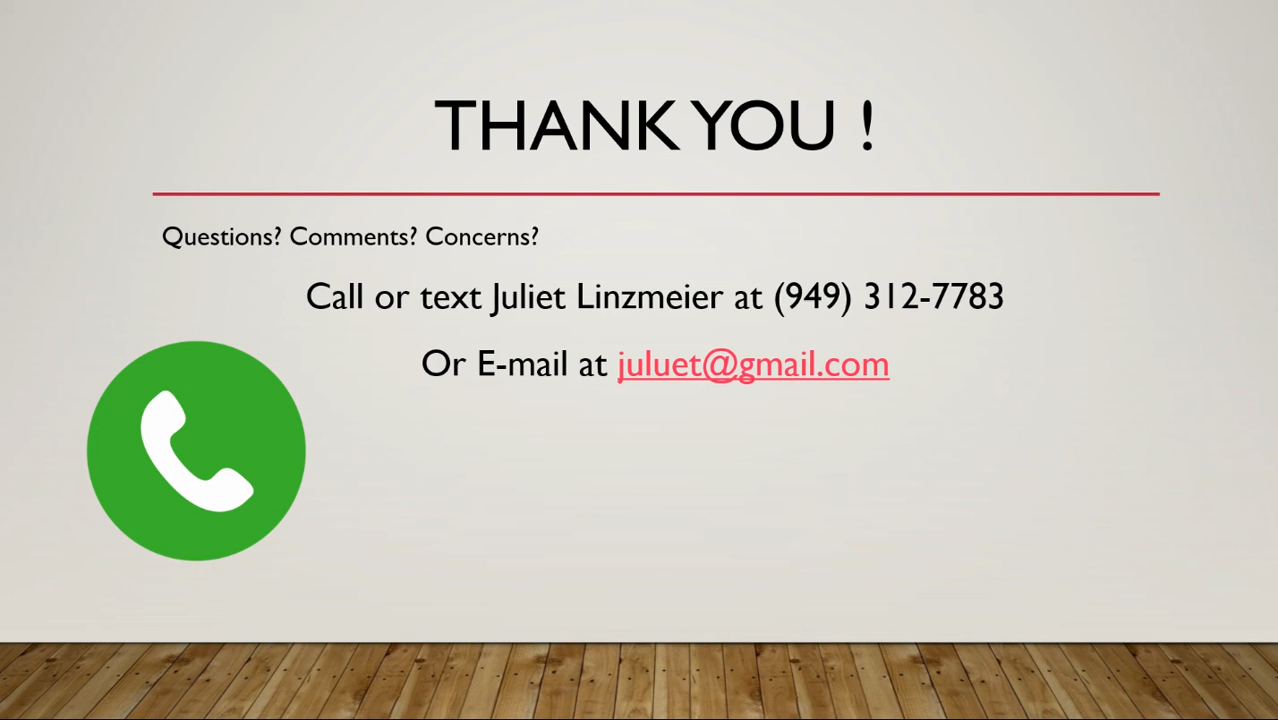 THANK YOU !
Questions? Comments? Concerns?
Call or text Juliet Linzmeier at (949) 312-7783
Or E-mail at juluet@gmail.com